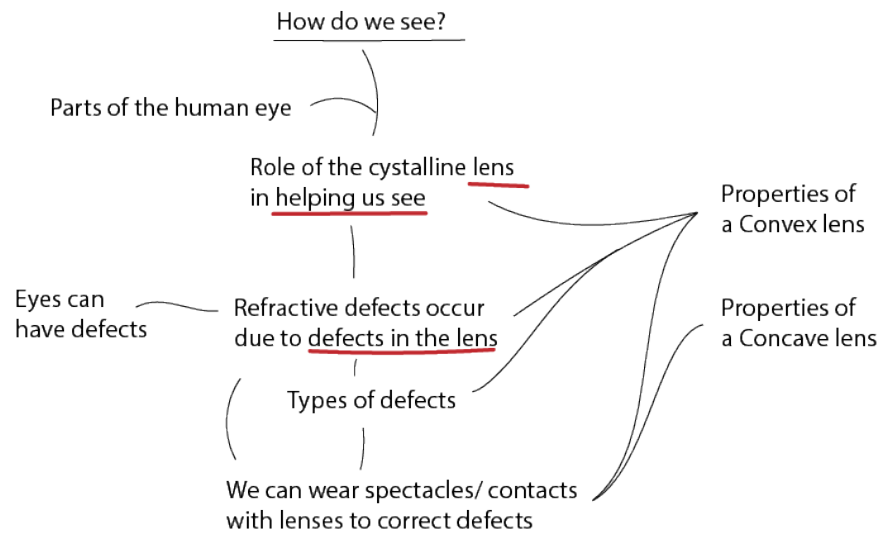 How do we see?
Parts of the human eye
Role of the cystalline lens
in helping us see
Properties of
a Convex lens
Eyes can
have defects
Refractive defects occur
due to defects in the lens
Properties of
a Concave lens
Types of defects
We can wear spectacles/ contacts
with lenses to correct defects